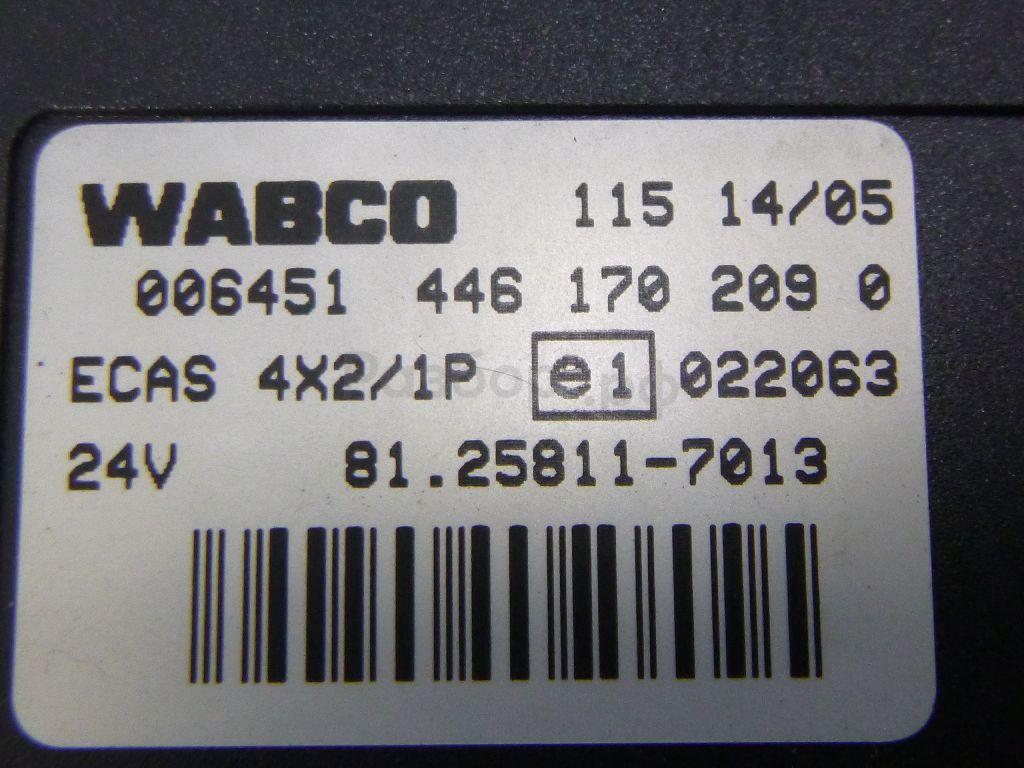 WABCO 115 14/05
006451 446 170 209 0
ECAS 4X2/1P e1 022063
24V 81.25811-7013